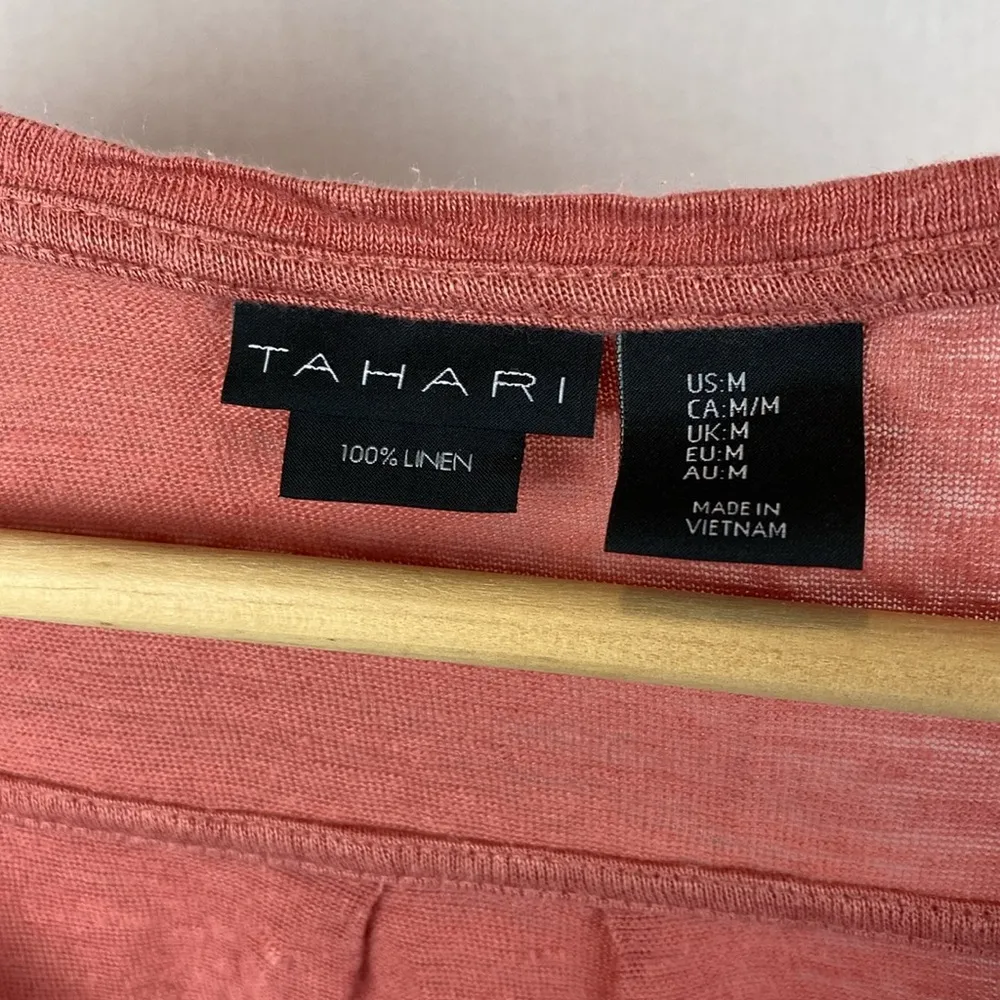 TAHARI
100% LINEN
US:M
CA:M/M
UK:M
EU:M
AU:M
MADE IN
VIETNAM